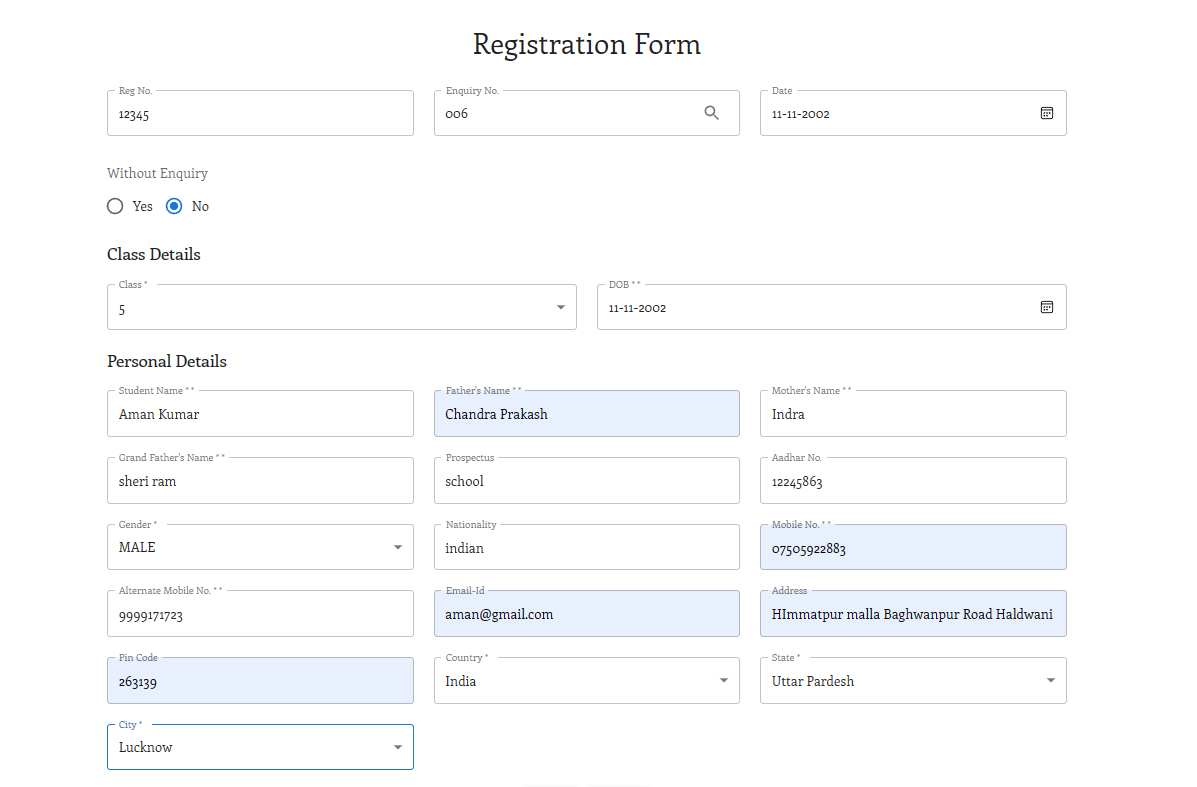 Registration Form
Reg No. Enquiry No. Date
12345 006 11-11-2002
Without Enquiry
Yes No
Class Details
Class * DOB * *
5 11-11-2002
Personal Details
Student Name * * Father's Name * * Mother's Name * *
Aman Kumar Chandra Prakash Indra
Grand Father's Name * * Prospectus Aadhar No.
sheri ram school 12245863
Gender * Nationality Mobile No. * *
MALE indian 07505922883
Alternate Mobile No. * * Email-Id Address
9999171723 aman@gmail.com HImmatpur malla Baghwanpur Road Haldwani
Pin Code Country * State *
263139 India Uttar Pardesh
City *
Lucknow